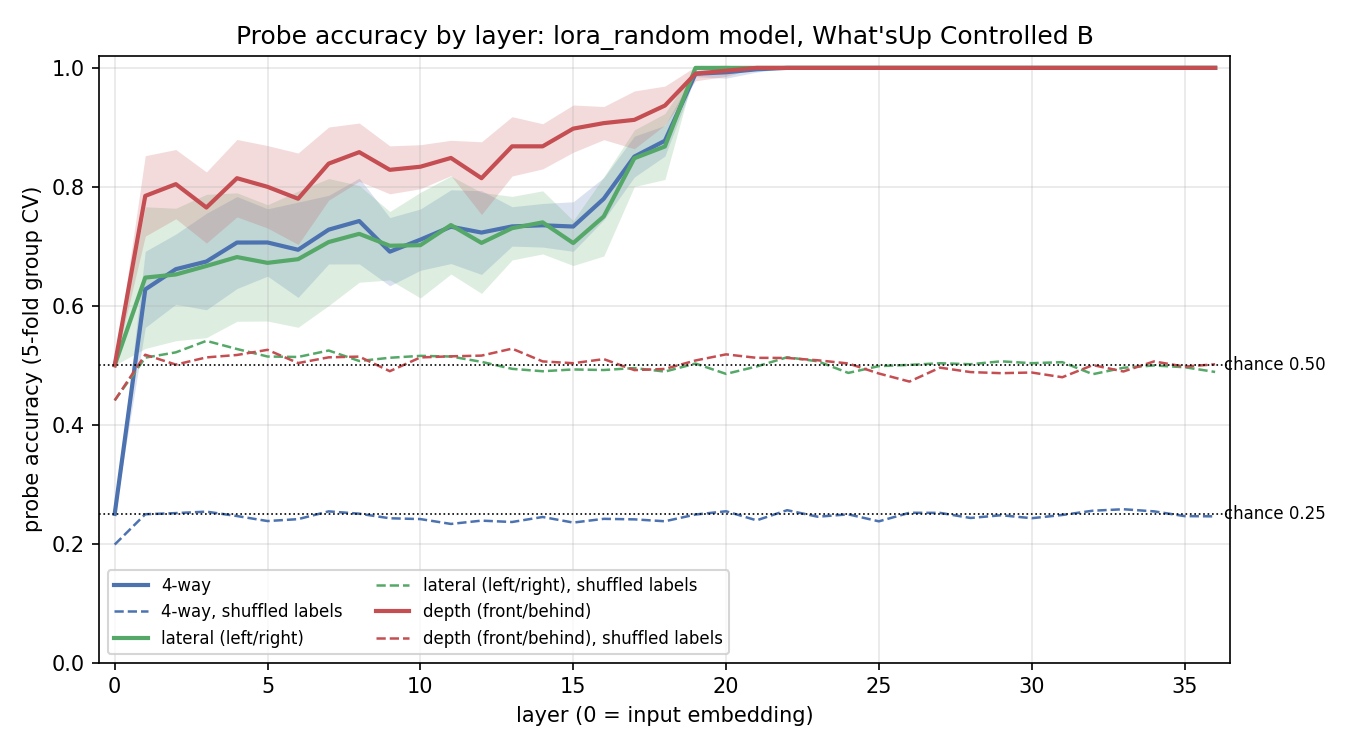 Probe accuracy by layer: lora_random model, What'sUp Controlled B
probe accuracy (5-fold group CV)
1.0
0.8
0.6
0.4
0.2
0.0
chance 0.50
chance 0.25
4-way
4-way, shuffled labels
lateral (left/right)
lateral (left/right), shuffled labels
depth (front/behind)
depth (front/behind), shuffled labels
0 5 10 15 20 25 30 35
layer (0 = input embedding)